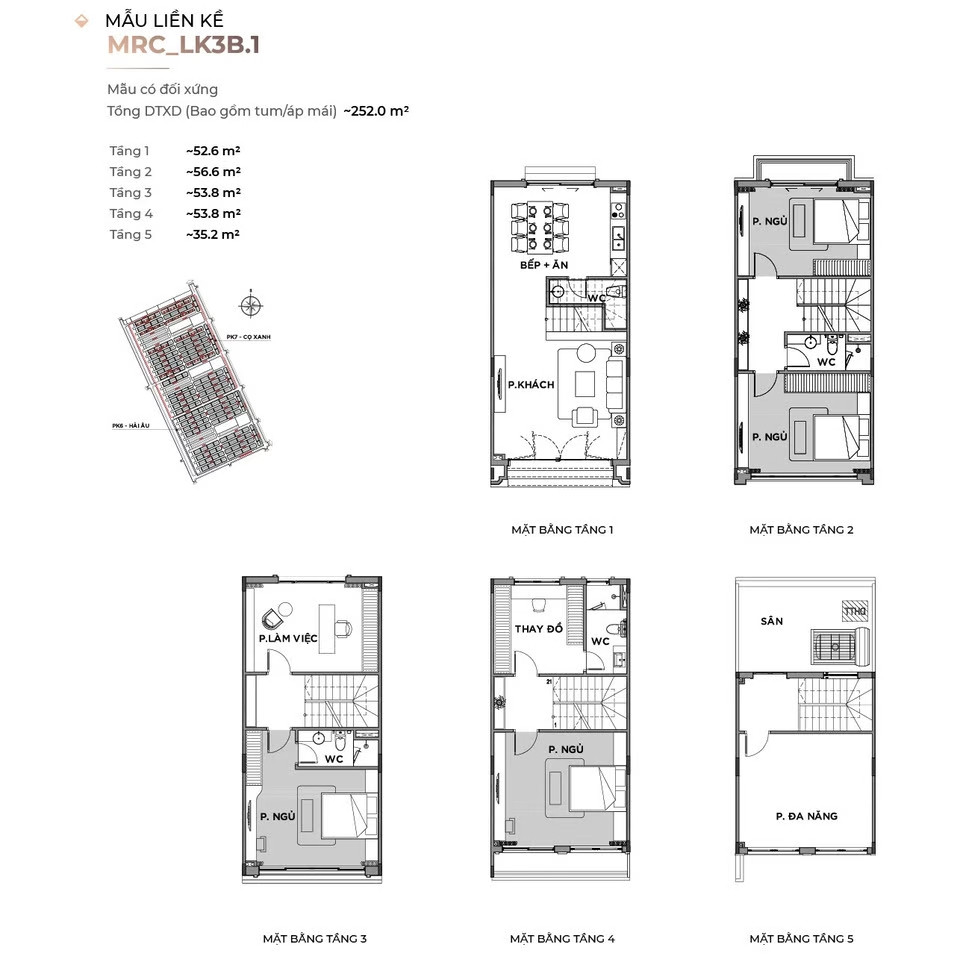 MẪU LIỀN KỀ
MRC_LK3B.1
Mẫu có đối xứng
Tổng DTXD (Bao gồm tum/áp mái) ~252.0 m²
Tầng 1 ~52.6 m²
Tầng 2 ~56.6 m²
Tầng 3 ~53.8 m²
Tầng 4 ~53.8 m²
Tầng 5 ~35.2 m²
PK7 - CỌ XANH
PK6 - HẢI ÂU
BẾP + ĂN
WC
P.KHÁCH
MẶT BẰNG TẦNG 1
P. NGỦ
WC
P. NGỦ
MẶT BẰNG TẦNG 2
P.LÀM VIỆC
WC
P. NGỦ
MẶT BẰNG TẦNG 3
THAY ĐỒ
WC
21
1
P. NGỦ
MẶT BẰNG TẦNG 4
SÂN
TTHQ
P. ĐA NĂNG
MẶT BẰNG TẦNG 5